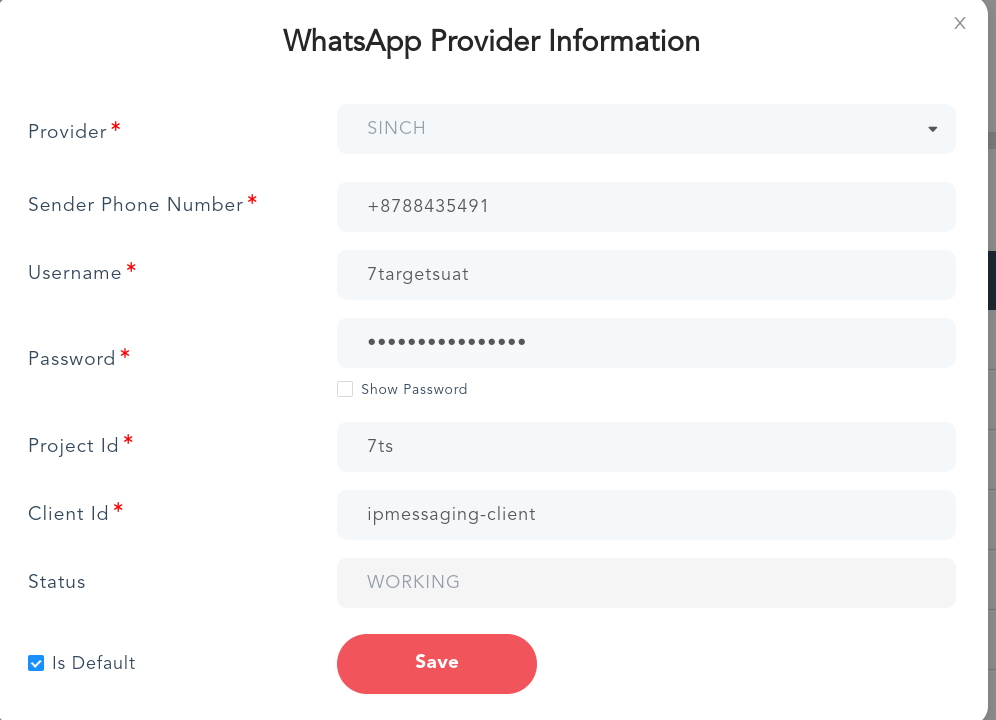 X
WhatsApp Provider Information
Provider *
SINCH
Sender Phone Number *
+8788435491
Username *
7targetsuat
Password *
••••••••••••••••
Show Password
Project Id *
7ts
Client Id *
ipmessaging-client
Status
WORKING
Is Default
Save